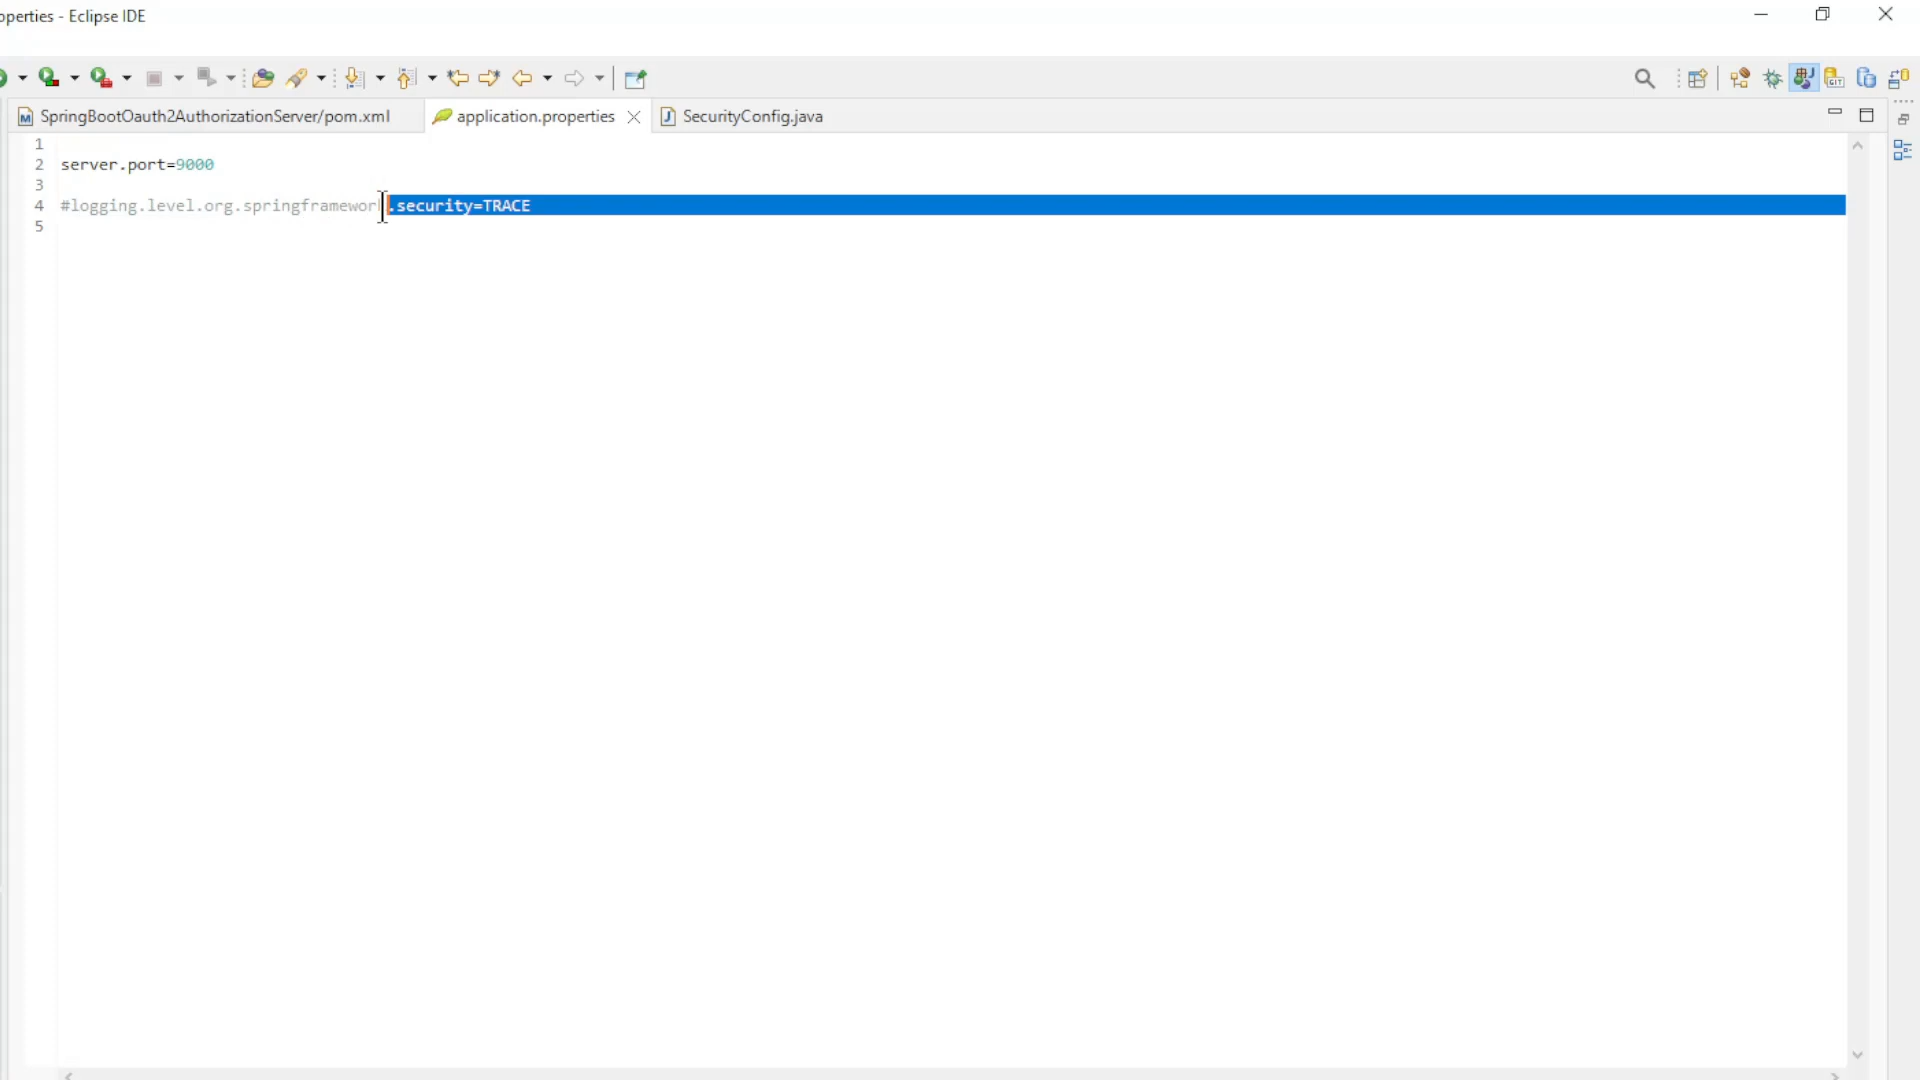 operties - Eclipse IDE
SpringBootOauth2AuthorizationServer/pom.xml
application.properties
SecurityConfig.java
1
2 server.port=9000
3
4 #logging.level.org.springframework.security=TRACE
5